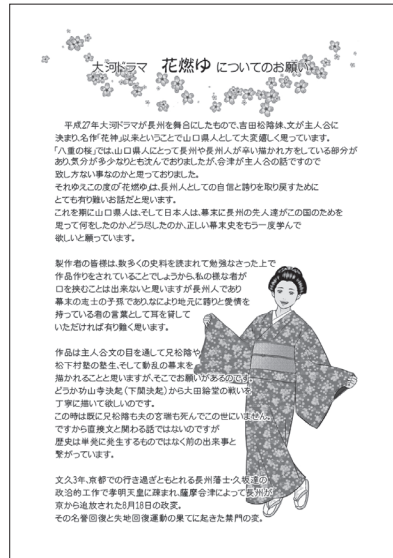 大河ドラマ 花燃ゆ についてのお願い
平成27年大河ドラマが長州を舞台にしたもので、吉田松陰妹、文が主人公に
決まり、名作「花神」以来ということで山口県人として大変嬉しく思っています。
「八重の桜」では、山口県人にとって長州や長州人が辛い描かれ方をしている部分が
あり、気分が多少なりとも沈んでおりましたが、会津が主人公の話ですので
致し方ない事なのかと思っておりました。
それゆえこの度の「花燃ゆ」は、長州人としての自信と誇りを取り戻すために
とても有り難いお話だと思います。
これを期に山口県人は、そして日本人は、幕末に長州の先人達がこの国のためを
思って何をしたのか、どう尽したのか、正しい幕末史をもう一度学んで
欲しいと願っています。
製作者の皆様は、数多くの史料を読まれて勉強なさった上で
作品作りをされていることでしょうから、私の様な者が
口を挟むことは出来ないと思いますが長州人であり
幕末の志士の子孫であり、なにより地元に誇りと愛情を
持っている者の言葉として耳を貸して
いただければ有り難く思います。
作品は主人公文の目を通して兄松陰や
松下村塾の塾生、そして動乱の幕末を
描かれることと思いますが、そこでお願いがあるのです。
どうか功山寺決起（下関決起）から大田絵堂の戦いを
丁寧に描いて欲しいのです。
この時は既に兄松陰も夫の玄瑞も死んでこの世にいません。
ですから直接文と関わる話ではないのですが
歴史は単発に発生するものではなく前の出来事と
繋がっています。
文久3年、京都での行き過ぎともとれる長州藩士・久坂達の
政治的工作で孝明天皇に疎まれ、薩摩会津によって長州が
京から追放された8月18日の政変。
その名誉回復と失地回復運動の果てに起きた禁門の変。